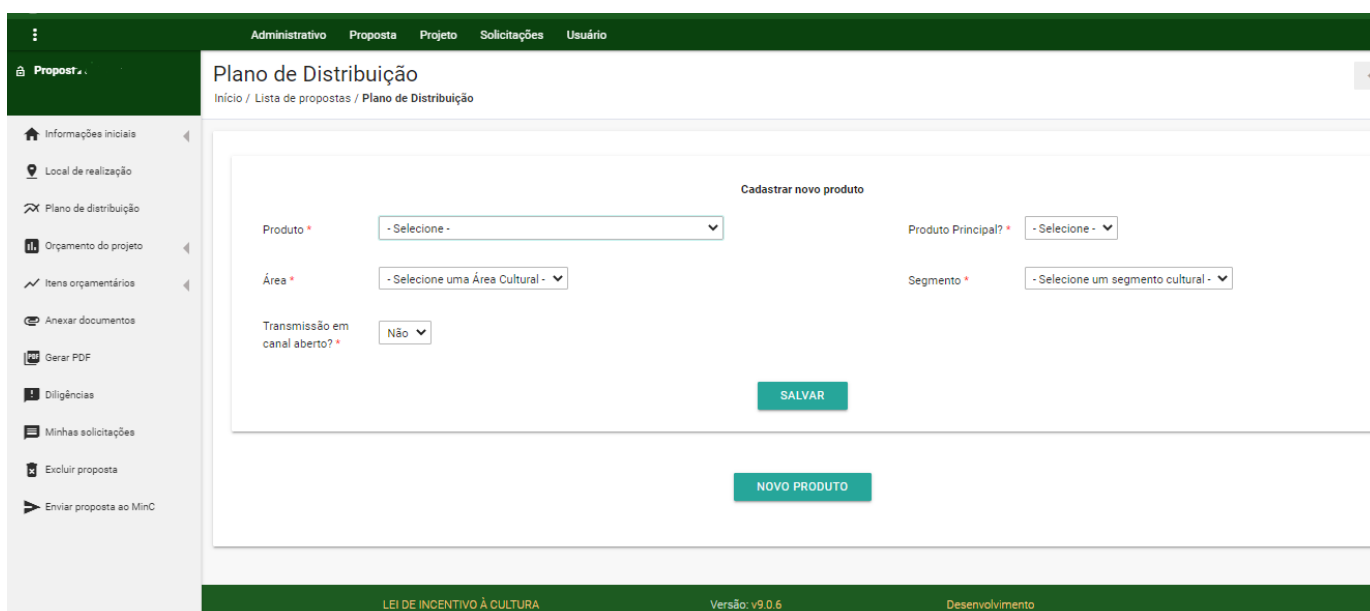 Administrativo Proposta Projeto Solicitações Usuário
Plano de Distribuição
Início / Lista de propostas / Plano de Distribuição
Informações iniciais
Local de realização
Plano de distribuição
Orçamento do projeto
Itens orçamentários
Anexar documentos
PDF Gerar PDF
Diligências
Minhas solicitações
Excluir proposta
Enviar proposta ao MinC
Cadastrar novo produto
Produto * - Selecione - Produto Principal? * - Selecione -
Área * - Selecione uma Área Cultural - Segmento * - Selecione um segmento cultural -
Transmissão em
canal aberto? * Não
SALVAR
NOVO PRODUTO
LEI DE INCENTIVO À CULTURA Versão: v9.0.6 Desenvolvimento